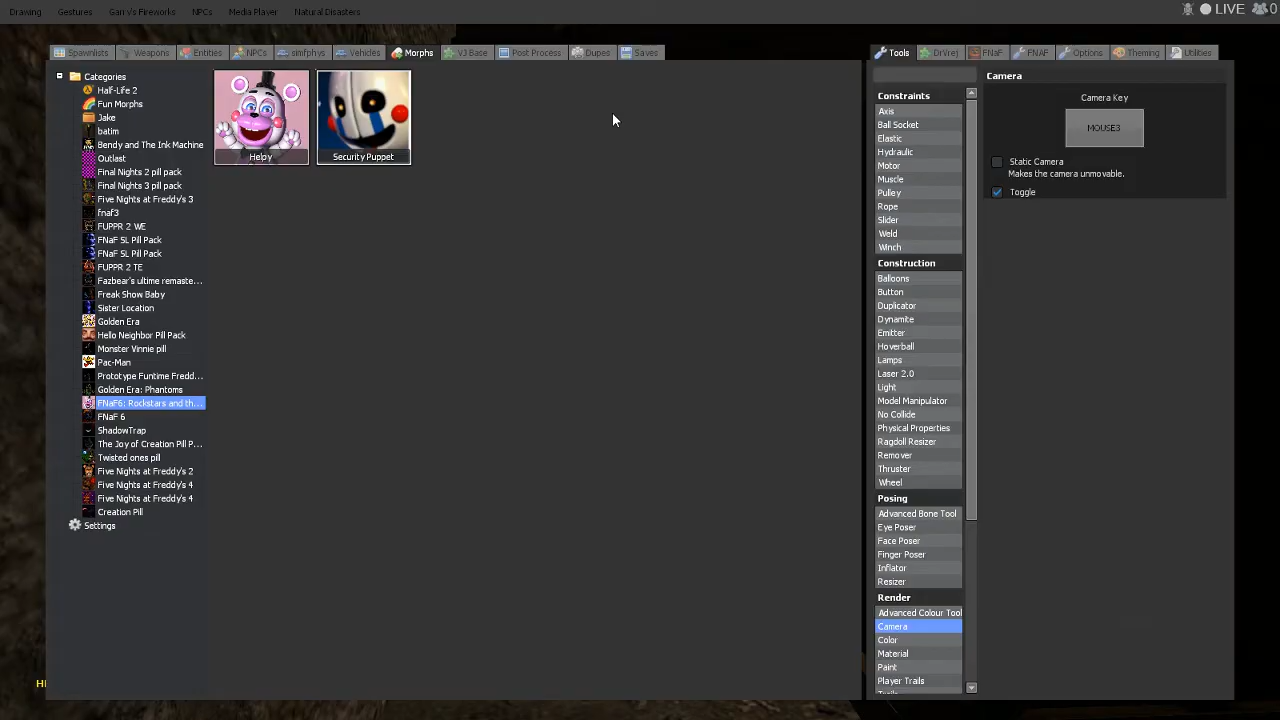 Drawing Gestures Garry's Fireworks NPCs Media Player Natural Disasters LIVE 0
Spawnlists Weapons Entities NPCs simfphys Vehicles Morphs V3 Base Post Process Dupes Saves
Tools DrVrej FNaF FNAF Options Theming Utilities
Categories
Half-Life 2
Fun Morphs
Jake
batim
Bendy and The Ink Machine
Outlast
Final Nights 2 pill pack
Final Nights 3 pill pack
Five Nights at Freddy's 3
fnaf3
FUPPR 2 WE
FNaF SL Pill Pack
FNaF SL Pill Pack
FUPPR 2 TE
Fazbear's ultime remaste...
Freak Show Baby
Sister Location
Golden Era
Hello Neighbor Pill Pack
Monster Vinnie pill
Pac-Man
Prototype Funtime Fredd...
Golden Era: Phantoms
FNaF6: Rockstars and th...
FNaF 6
ShadowTrap
The Joy of Creation Pill P...
Twisted ones pill
Five Nights at Freddy's 2
Five Nights at Freddy's 4
Five Nights at Freddy's 4
Creation Pill
Settings
Helpy
Security Puppet
Constraints
Axis
Ball Socket
Elastic
Hydraulic
Motor
Muscle
Pulley
Rope
Slider
Weld
Winch
Construction
Balloons
Button
Duplicator
Dynamite
Emitter
Hoverball
Lamps
Laser 2.0
Light
Model Manipulator
No Collide
Physical Properties
Ragdoll Resizer
Remover
Thruster
Wheel
Posing
Advanced Bone Tool
Eye Poser
Face Poser
Finger Poser
Inflator
Resizer
Render
Advanced Colour Tool
Camera
Color
Material
Paint
Player Trails
Trails
Camera
Camera Key
MOUSE3
Static Camera
Makes the camera unmovable.
Toggle